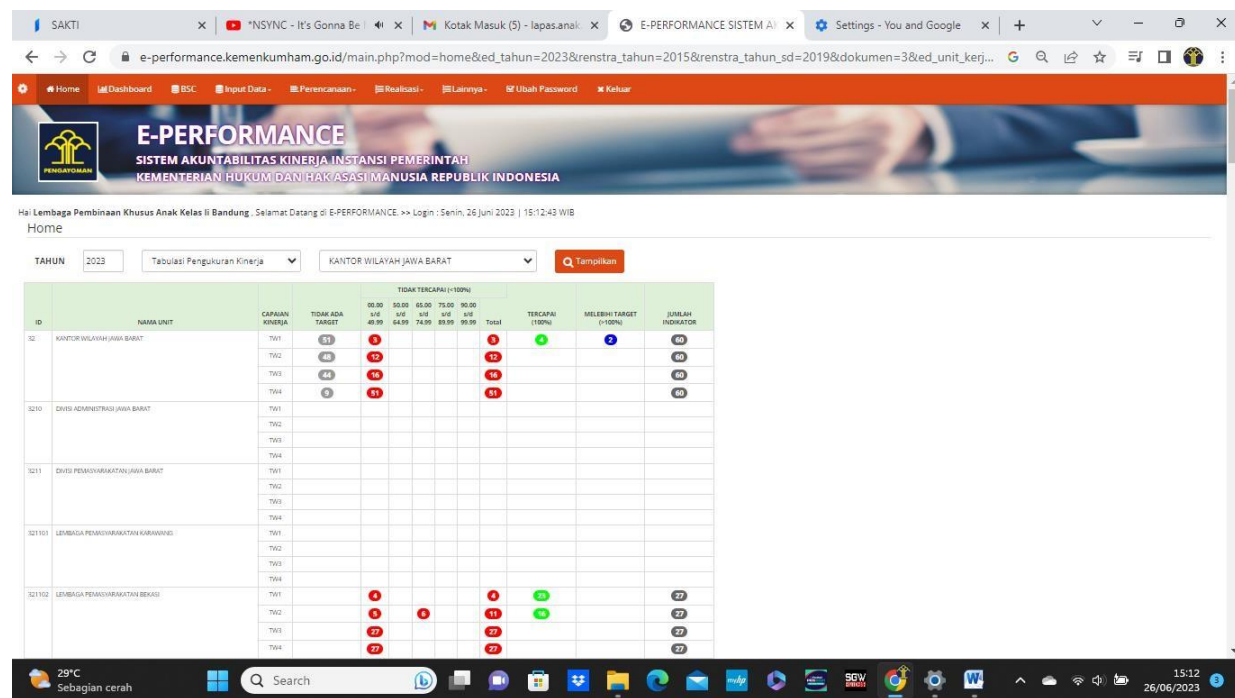 SAKTI
*NSYNC - It's Gonna Be
Kotak Masuk (5) - lapas.anak
E-PERFORMANCE SISTEM A
Settings - You and Google
e-performance.kemenkumham.go.id/main.php?mod=home&ed_tahun=2023&renstra_tahun=2015&renstra_tahun_sd=2019&dokumen=3&ed_unit_kerj...
Home Dashboard BSC Input Data Perencanaan Realisasi Lainnya Ubah Password Keluar
PENGAYOMAN
E-PERFORMANCE
SISTEM AKUNTABILITAS KINERJA INSTANSI PEMERINTAH
KEMENTERIAN HUKUM DAN HAK ASASI MANUSIA REPUBLIK INDONESIA
Hai Lembaga Pembinaan Khusus Anak Kelas Ii Bandung , Selamat Datang di E-PERFORMANCE. >> Login : Senin, 26 Juni 2023 | 15:12:43 WIB
Home
TAHUN 2023 Tabulasi Pengukuran Kinerja KANTOR WILAYAH JAWA BARAT Tampilkan
TIDAK TERCAPAI (<100%)
ID NAMA UNIT CAPAIAN KINERJA TIDAK ADA TARGET 00.00 s/d 49.99 50.00 s/d 64.99 65.00 s/d 74.99 75.00 s/d 89.99 90.00 s/d 99.99 Total TERCAPAI (100%) MELEBIHI TARGET (>100%) JUMLAH INDIKATOR
32 KANTOR WILAYAH JAWA BARAT TW1 51 3 3 4 2 60
TW2 48 12 12 60
TW3 44 16 16 60
TW4 9 51 51 60
3210 DIVISI ADMINISTRASI JAWA BARAT TW1
TW2
TW3
TW4
3211 DIVISI PEMASYARAKATAN JAWA BARAT TW1
TW2
TW3
TW4
321101 LEMBAGA PEMASYARAKATAN KARAWANG TW1
TW2
TW3
TW4
321102 LEMBAGA PEMASYARAKATAN BEKASI TW1 4 4 23 27
TW2 5 6 11 16 27
TW3 27 27 27
TW4 27 27 27
29°C
Sebagian cerah
Search
SGW
15:12
26/06/2023
3